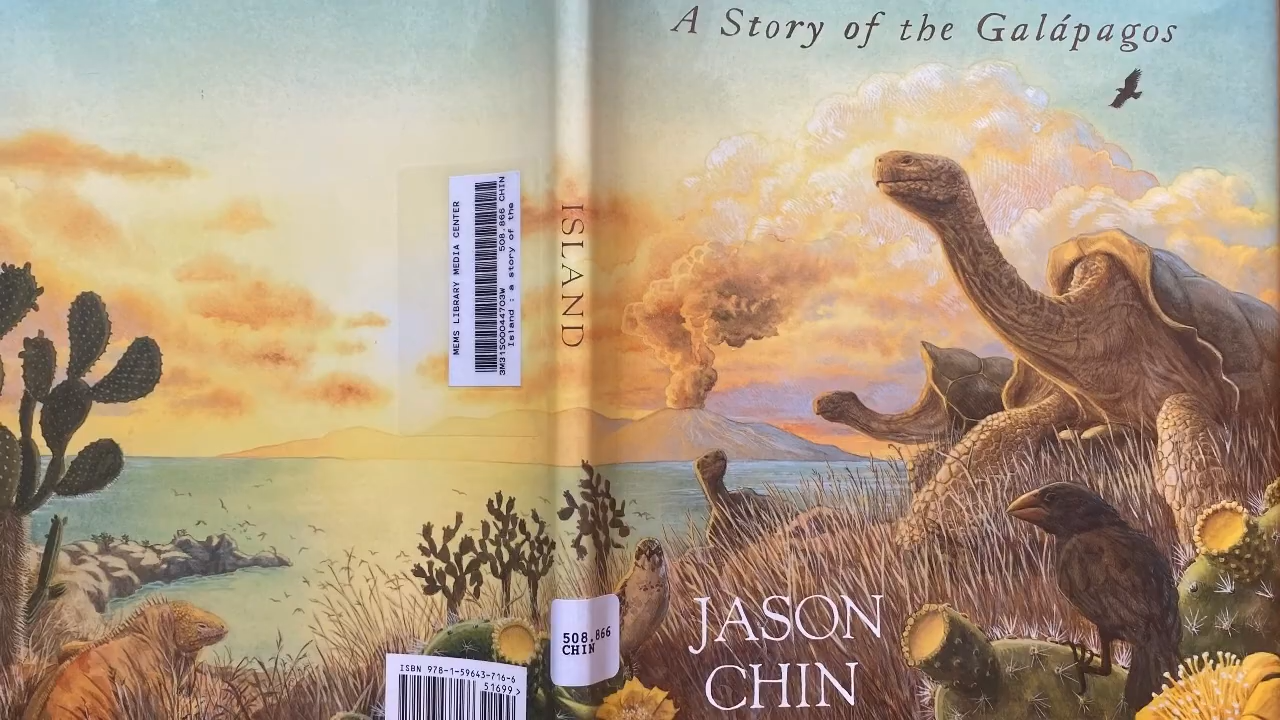 A Story of the Galápagos
MEMS LIBRARY MEDIA CENTER
3M31S000447O3W 508.866 CHIN
Island : a story of the
ISLAND
508.866
CHIN
JASON
CHIN
ISBN 978-1-59643-716-6
51699>